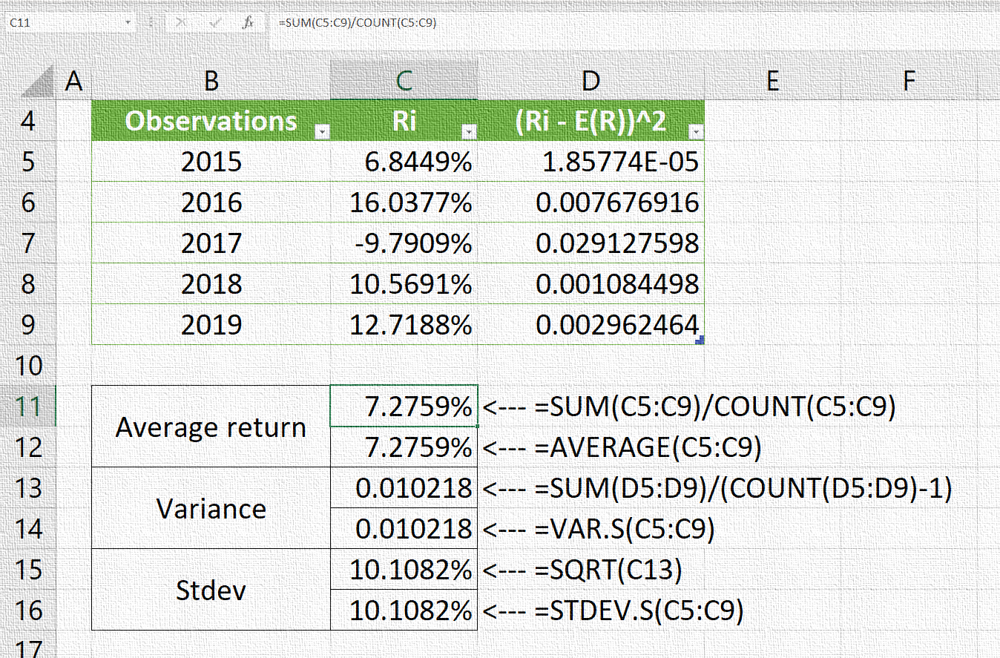 C11 fx =SUM(C5:C9)/COUNT(C5:C9)
A B C D E F
4 Observations Ri (Ri - E(R))^2
5 2015 6.8449% 1.85774E-05
6 2016 16.0377% 0.007676916
7 2017 -9.7909% 0.029127598
8 2018 10.5691% 0.001084498
9 2019 12.7188% 0.002962464
10
11 7.2759% <--- =SUM(C5:C9)/COUNT(C5:C9)
Average return
12 7.2759% <--- =AVERAGE(C5:C9)
13 0.010218 <--- =SUM(D5:D9)/(COUNT(D5:D9)-1)
Variance
14 0.010218 <--- =VAR.S(C5:C9)
15 10.1082% <--- =SQRT(C13)
Stdev
16 10.1082% <--- =STDEV.S(C5:C9)
17